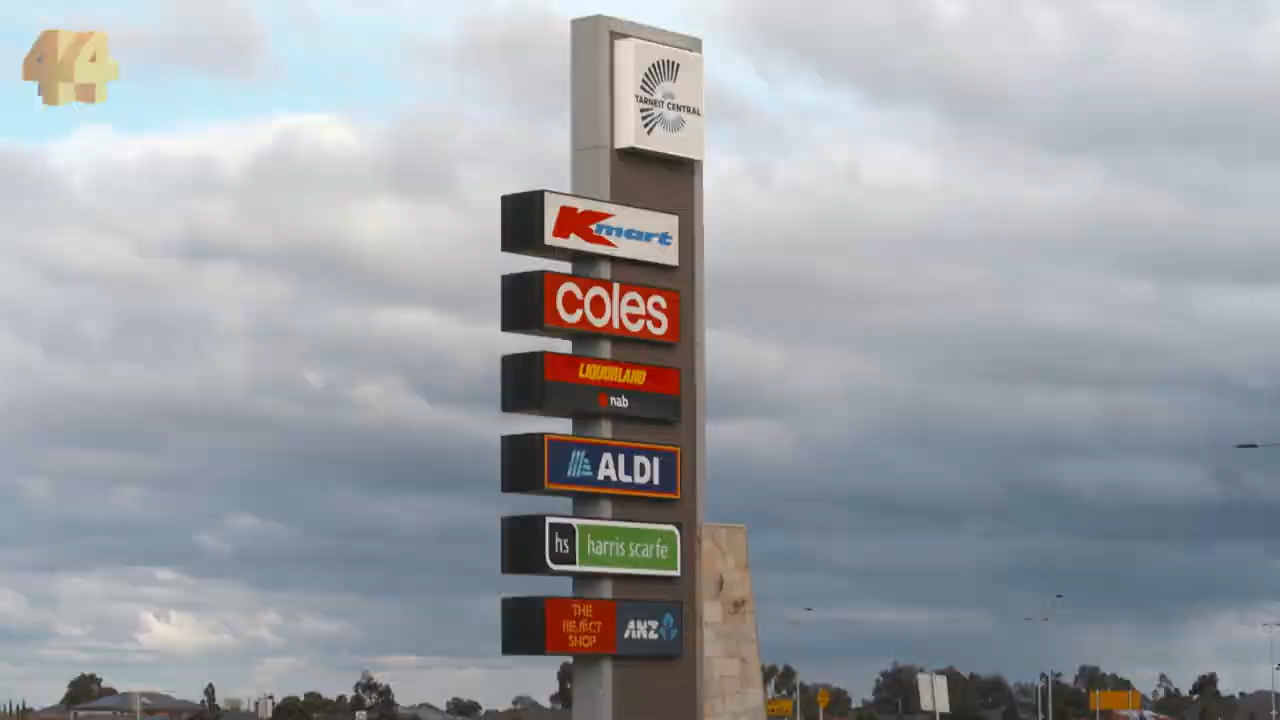 44
TARNEIT CENTRAL
Kmart
coles
LIQUORLAND
nab
ALDI
hs harris scarfe
THE
REJECT
SHOP
ANZ